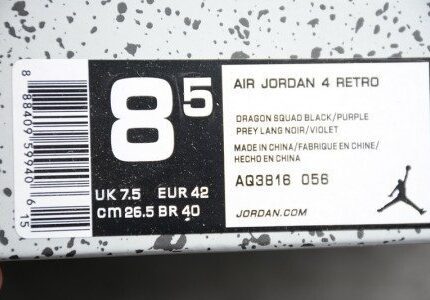 8 88409 59940 6 15
8 5
UK 7.5 EUR 42
cm 26.5 BR 40
AIR JORDAN 4 RETRO
DRAGON SQUAD BLACK/PURPLE
PREY LANG NOIR/VIOLET
MADE IN CHINA/FABRIQUE EN CHINE/
HECHO EN CHINA
AQ3816 056
JORDAN.COM